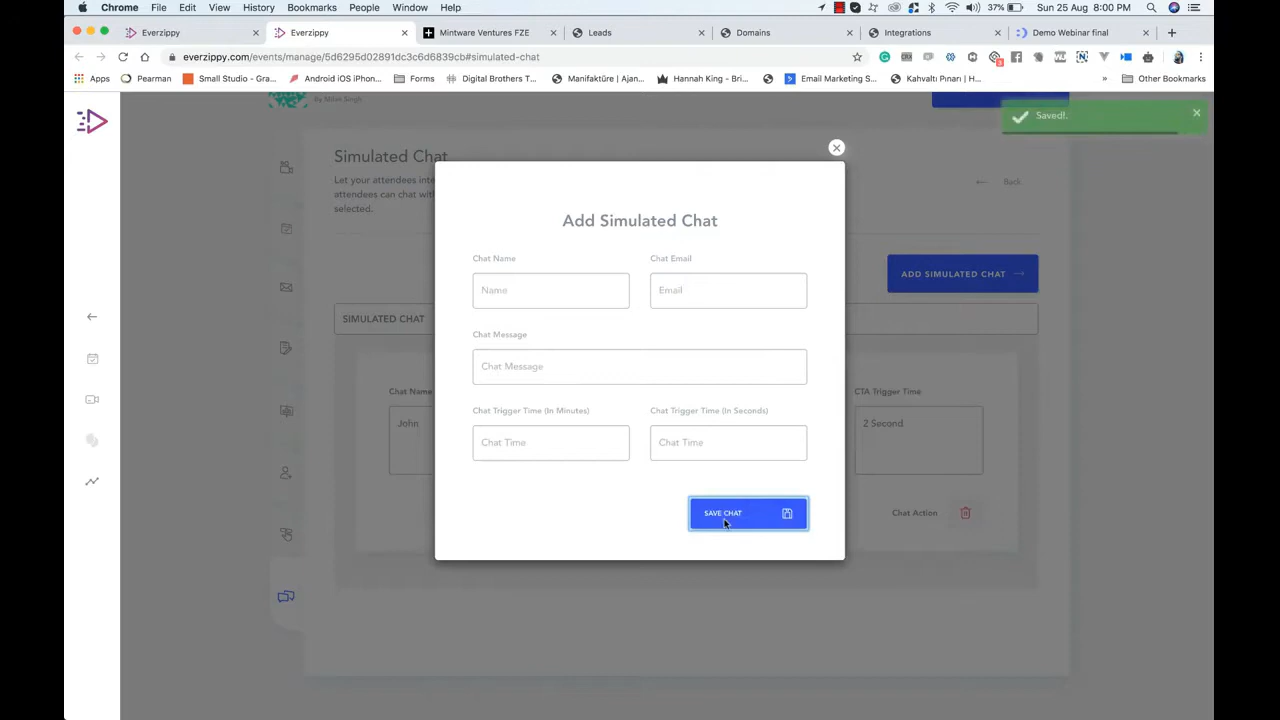 Chrome File Edit View History Bookmarks People Window Help 37% Sun 25 Aug 8:00 PM
Everzippy Everzippy Mintware Ventures FZE Leads Domains Integrations Demo Webinar final
everzippy.com/events/manage/5d6295d02891dc3c6d6839cb#simulated-chat
Apps Pearman Small Studio - Gra... Android iOS iPhon... Forms Digital Brothers T... Manifaktüre | Ajan... Hannah King - Bri... Email Marketing S... Kahvaltı Pınarı | H... » Other Bookmarks
By Milan Singh
Saved!.
Simulated Chat
Let your attendees inte
attendees can chat wit
selected.
Back
ADD SIMULATED CHAT
SIMULATED CHAT
Chat Name
John
CTA Trigger Time
2 Second
Chat Action
Add Simulated Chat
Chat Name Chat Email
Name Email
Chat Message
Chat Message
Chat Trigger Time (In Minutes) Chat Trigger Time (In Seconds)
Chat Time Chat Time
SAVE CHAT